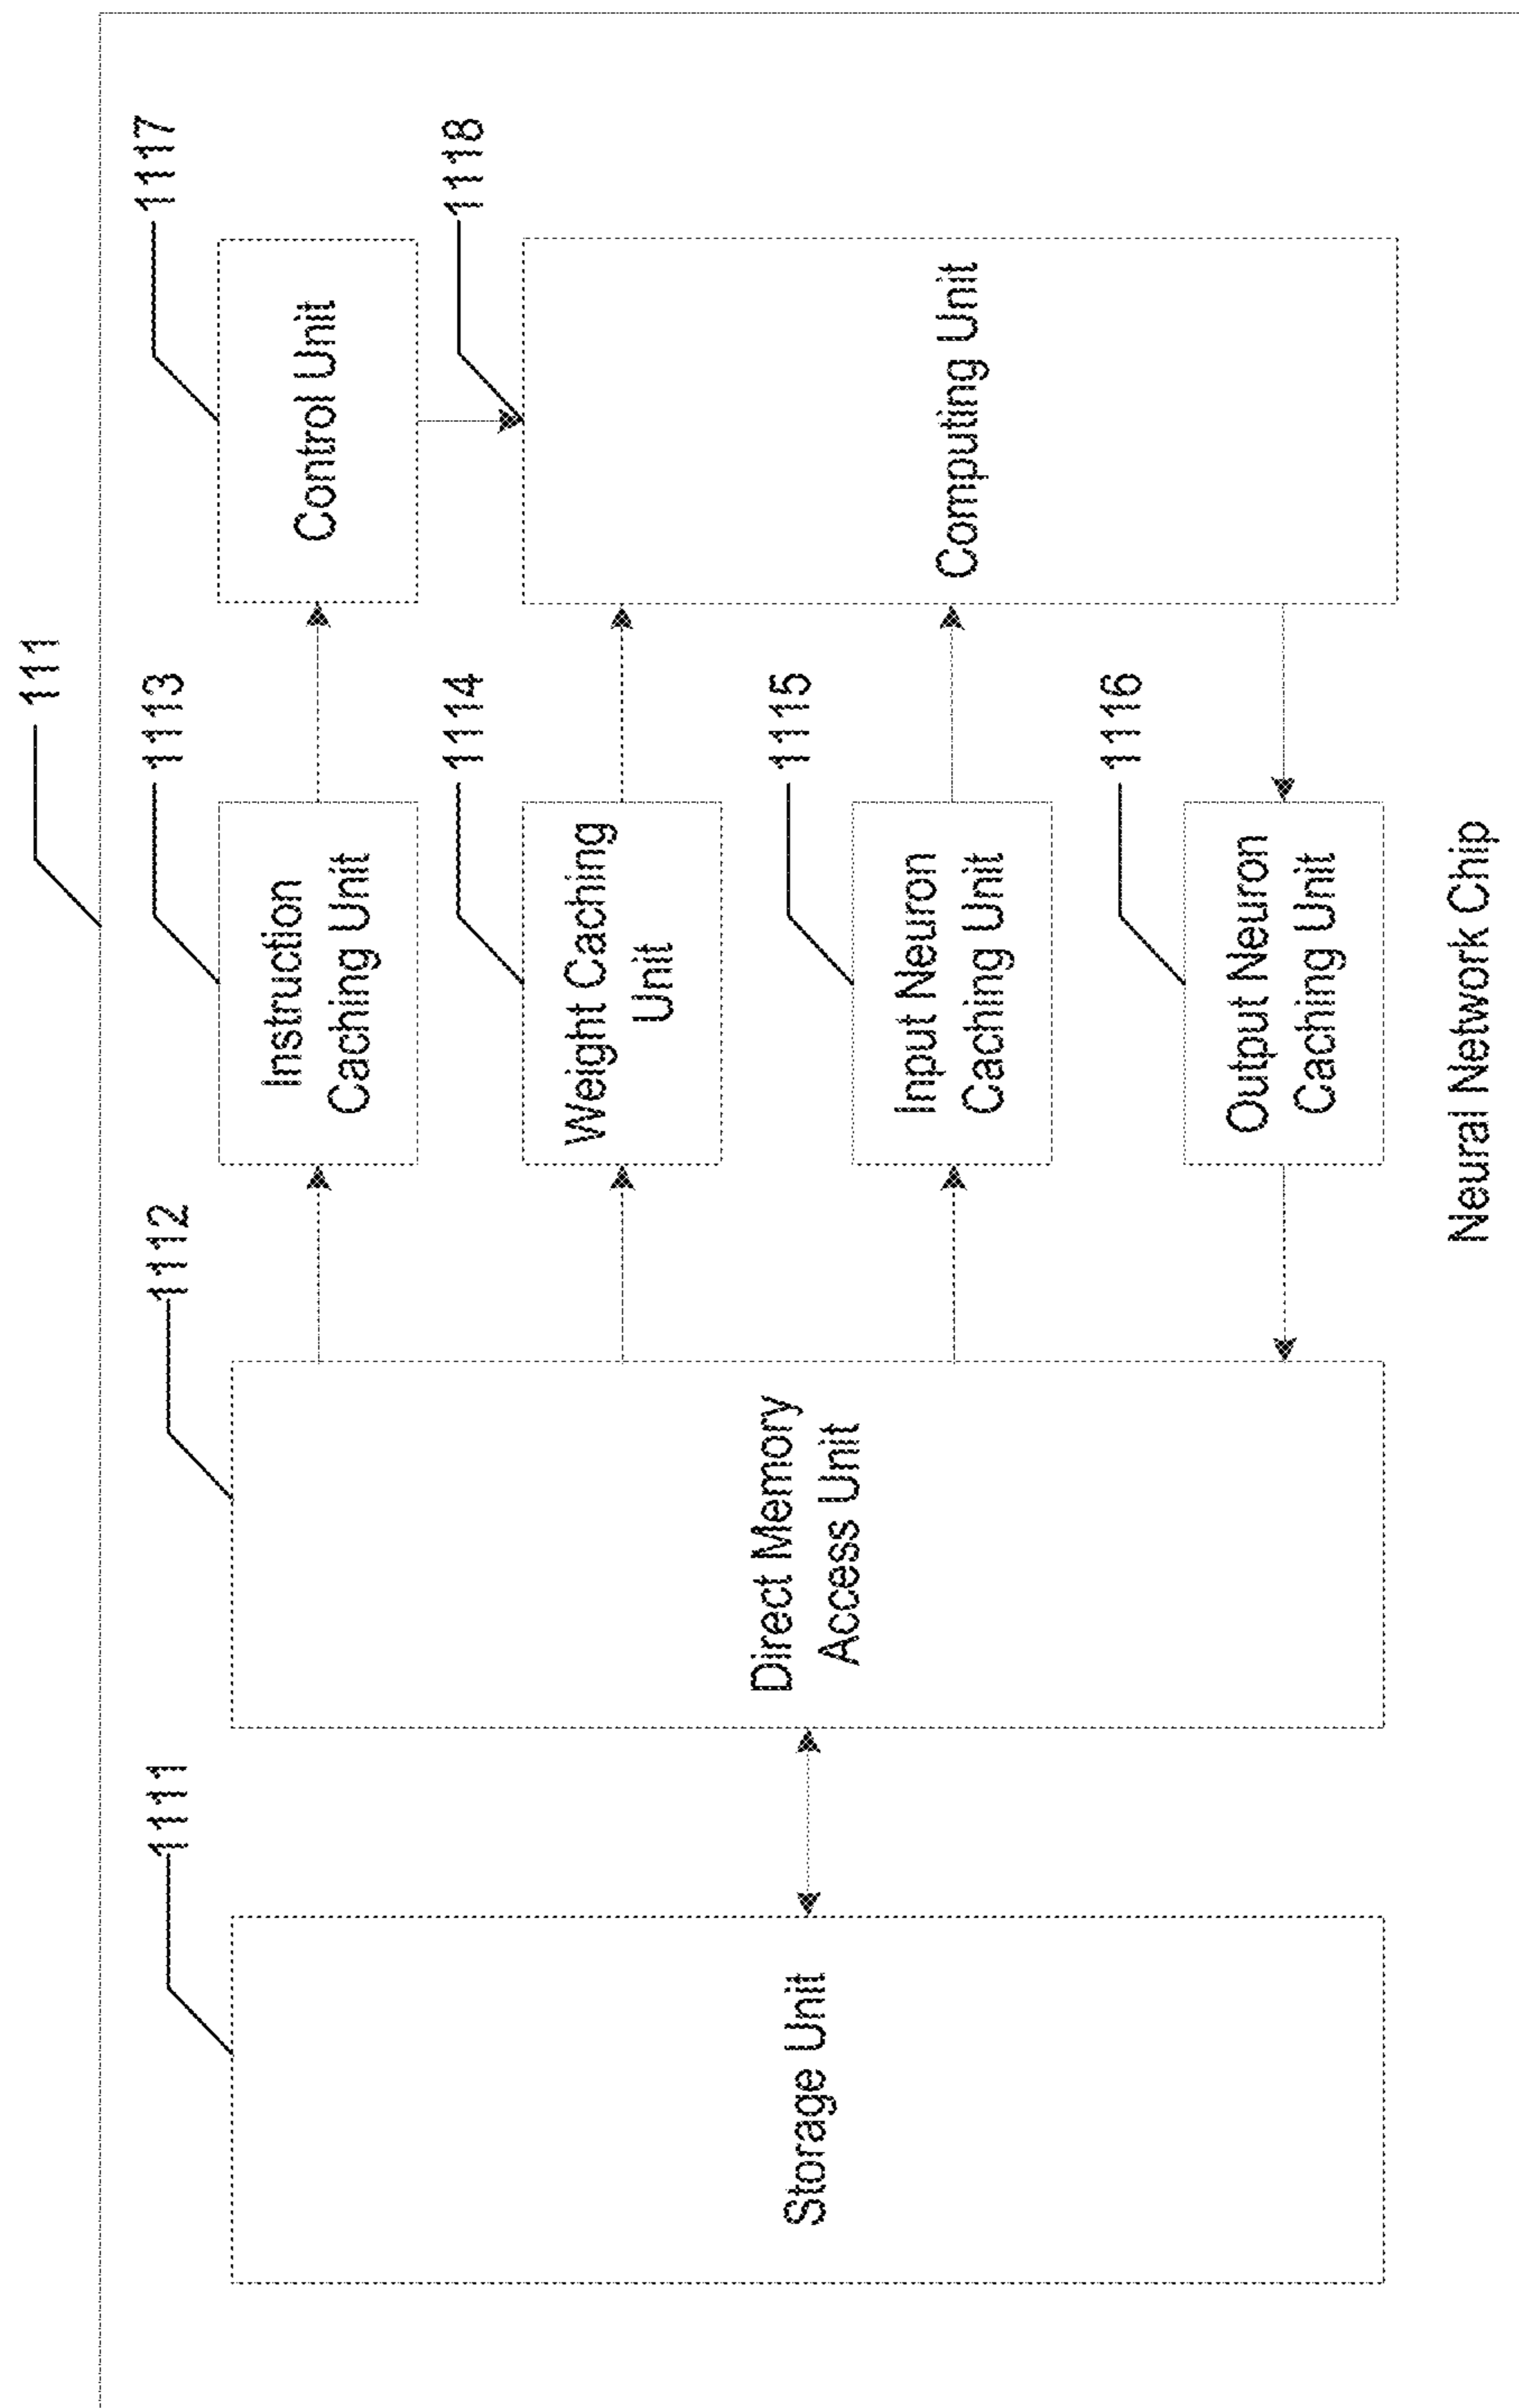 111
1111
Storage Unit
1112
Direct Memory
Access Unit
1113
Instruction
Caching Unit
1114
Weight Caching
Unit
1115
Input Neuron
Caching Unit
1116
Output Neuron
Caching Unit
1117
Control Unit
1118
Computing Unit
Neural Network Chip